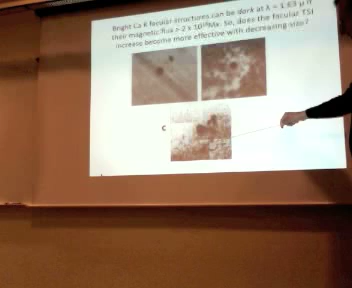 Bright Ca K facular structures can be dark at λ = 1.63 μ if
their magnetic flux > 2 x 10¹⁸Mx. So, does the facular TSI
increase become more effective with decreasing size?
C